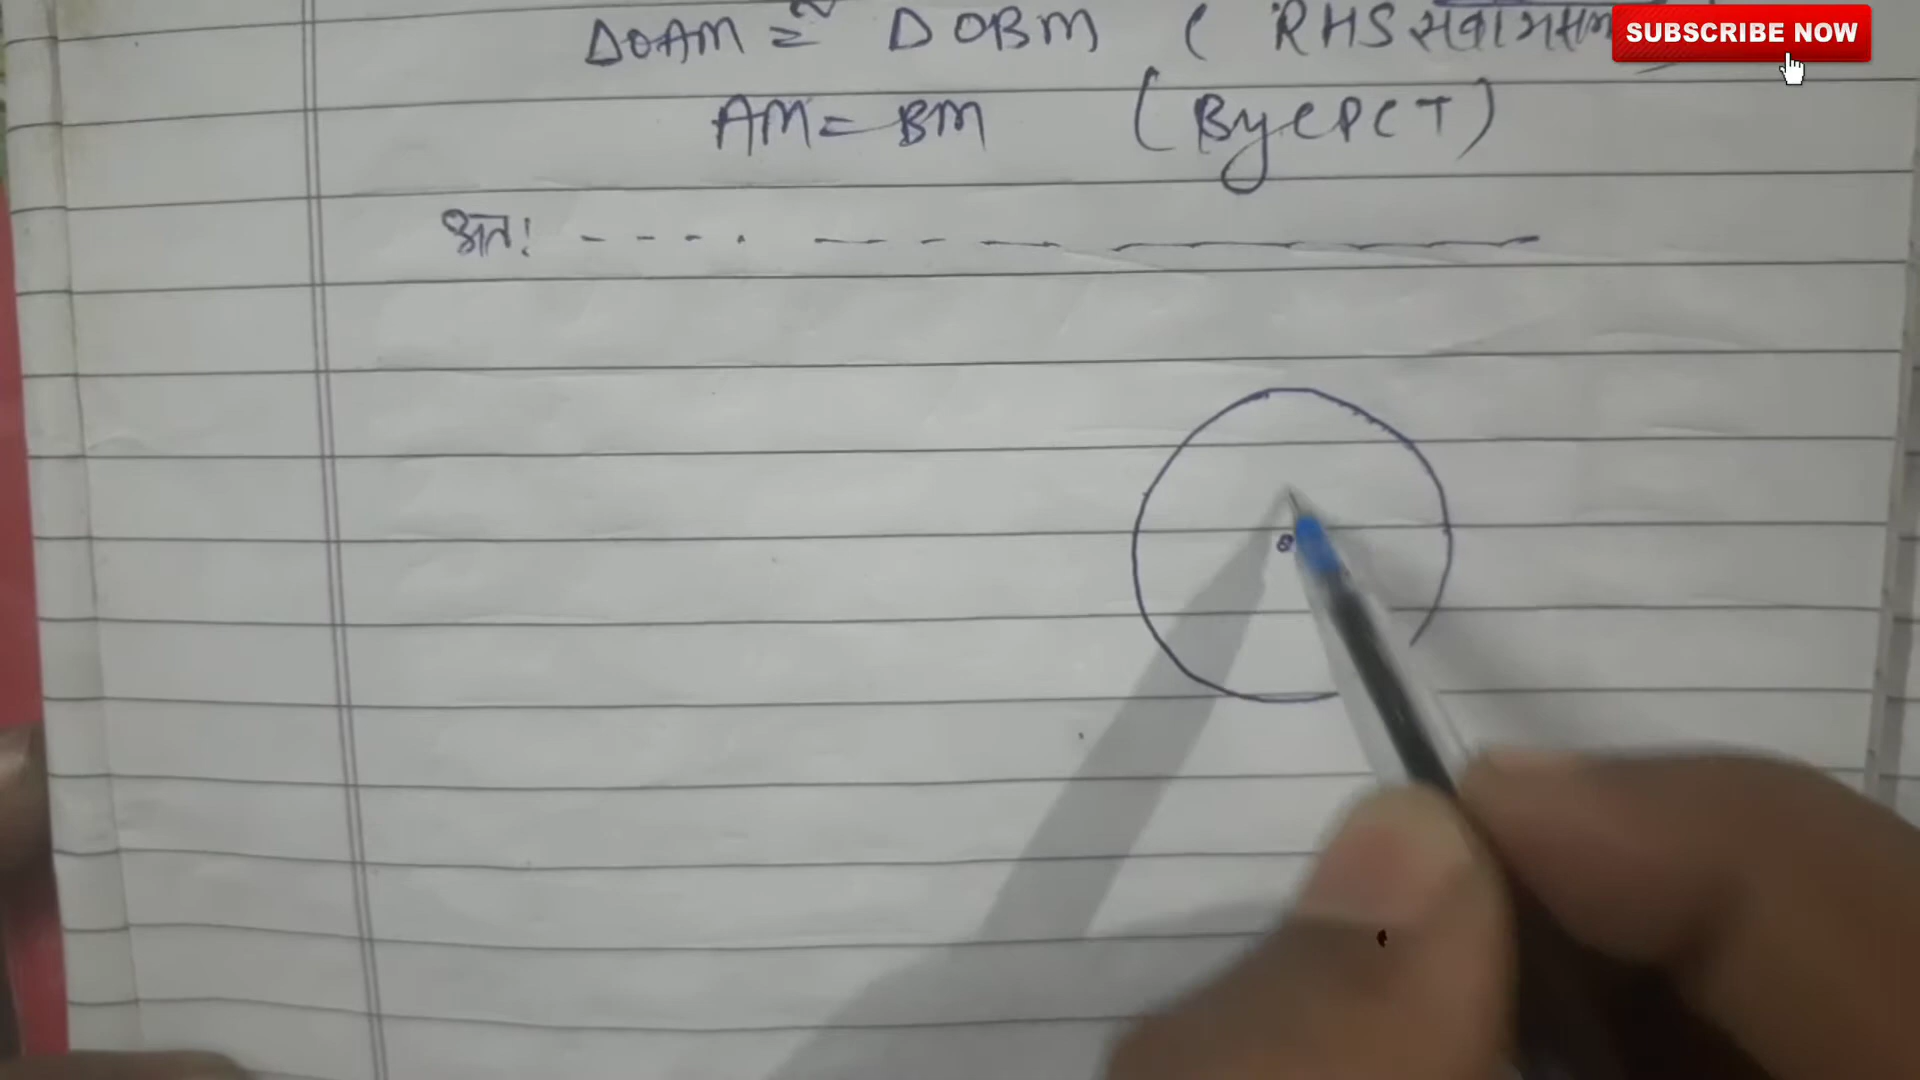 ΔOAM ≅ ΔOBM ( RHS सर्वांगसम
SUBSCRIBE NOW
AM = BM (By CPCT)
अतः - - - - — - — — — — —
O